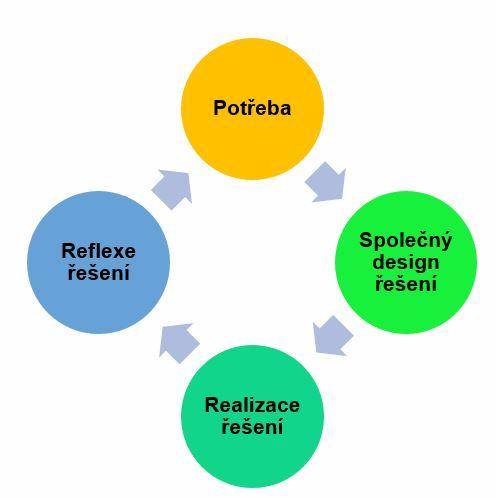 Potřeba
Společný
design
řešení
Realizace
řešení
Reflexe
řešení